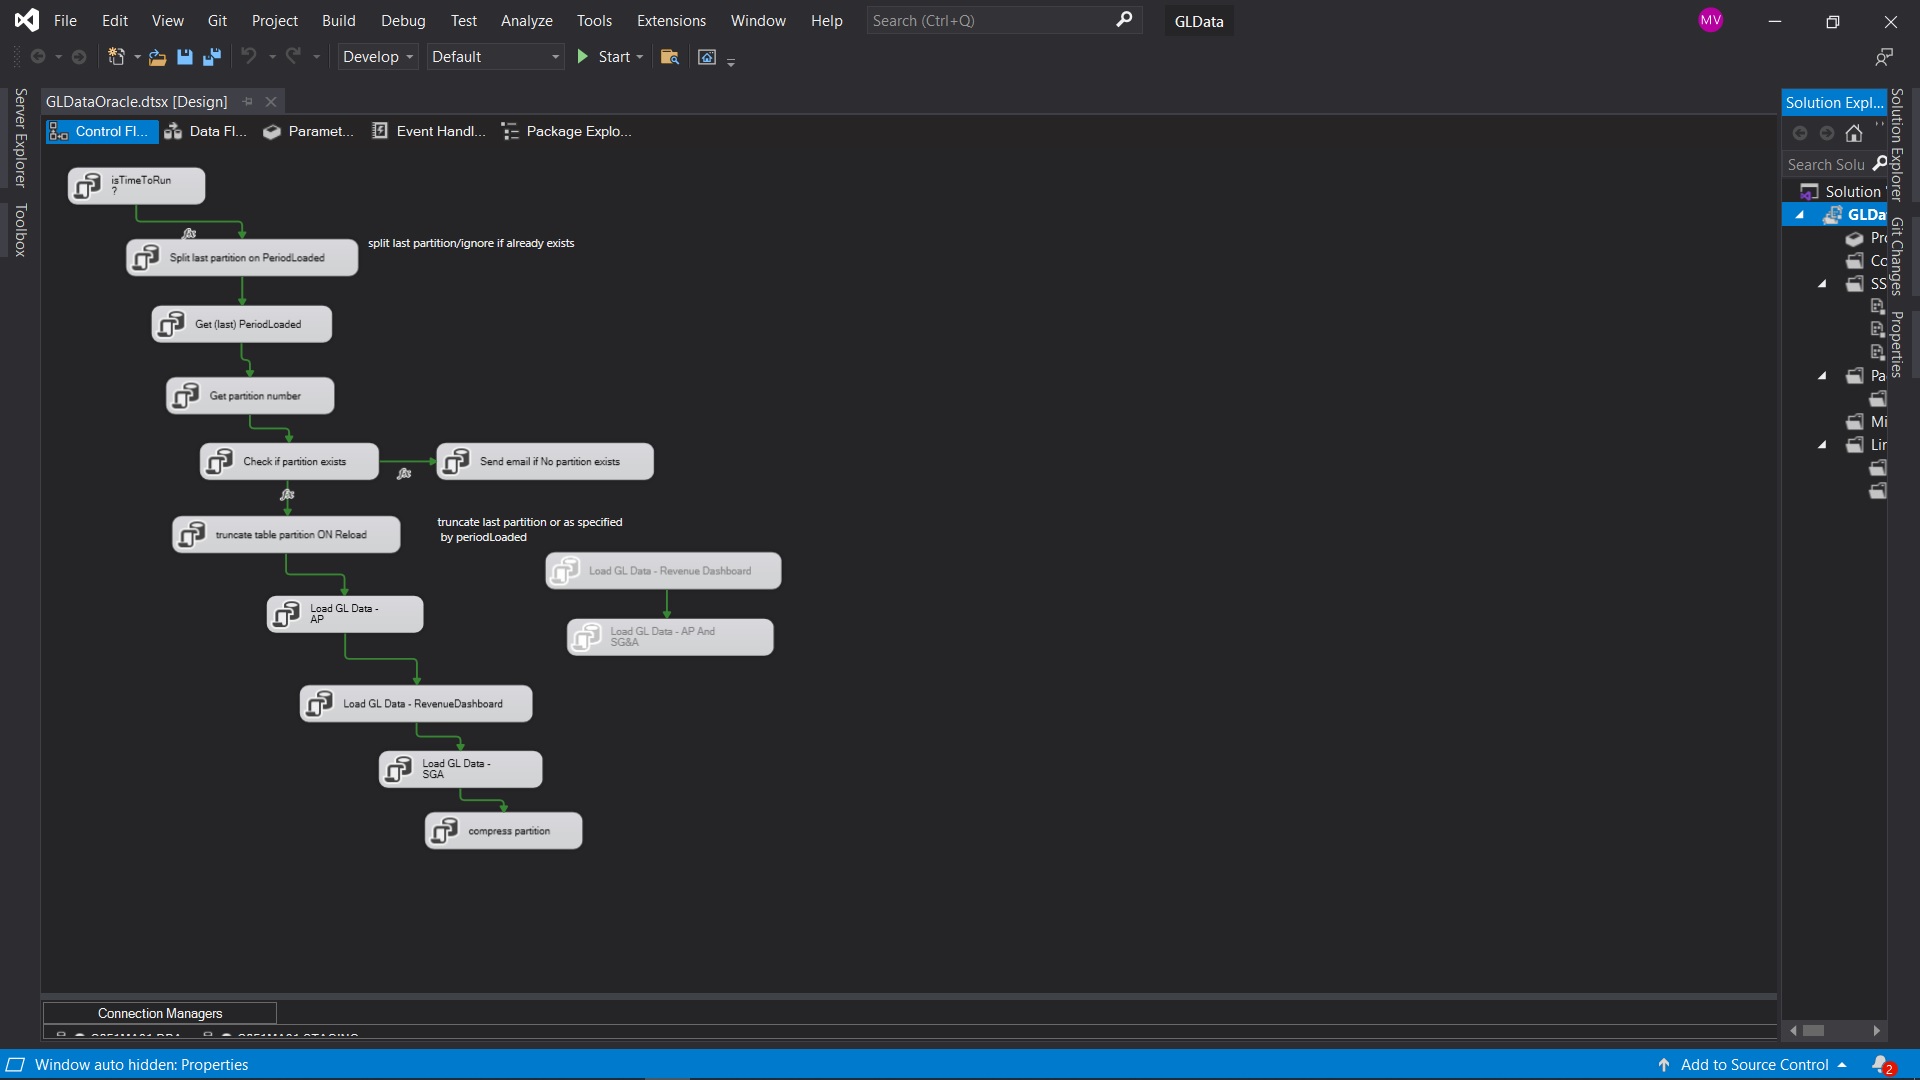 File Edit View Git Project Build Debug Test Analyze Tools Extensions Window Help Search (Ctrl+Q) GLData MV
Develop Default Start
GLDataOracle.dtsx [Design]
Solution Expl...
Control Fl... Data Fl... Paramet... Event Handl... Package Explo...
Server Explorer
Toolbox
isTimeToRun
?
fx
Split last partition on PeriodLoaded
split last partition/ignore if already exists
Get (last) PeriodLoaded
Get partition number
Check if partition exists
fx
Send email if No partition exists
fx
truncate table partition ON Reload
truncate last partition or as specified
by periodLoaded
Load GL Data - Revenue Dashboard
Load GL Data - AP And
SG&A
Load GL Data -
AP
Load GL Data - RevenueDashboard
Load GL Data -
SGA
compress partition
Search Solu
Solution '
GLDa
Pro
Co
SS
Pa
Mi
Lin
Solution Explorer
Git Changes
Properties
Connection Managers
Window auto hidden: Properties
Add to Source Control
2